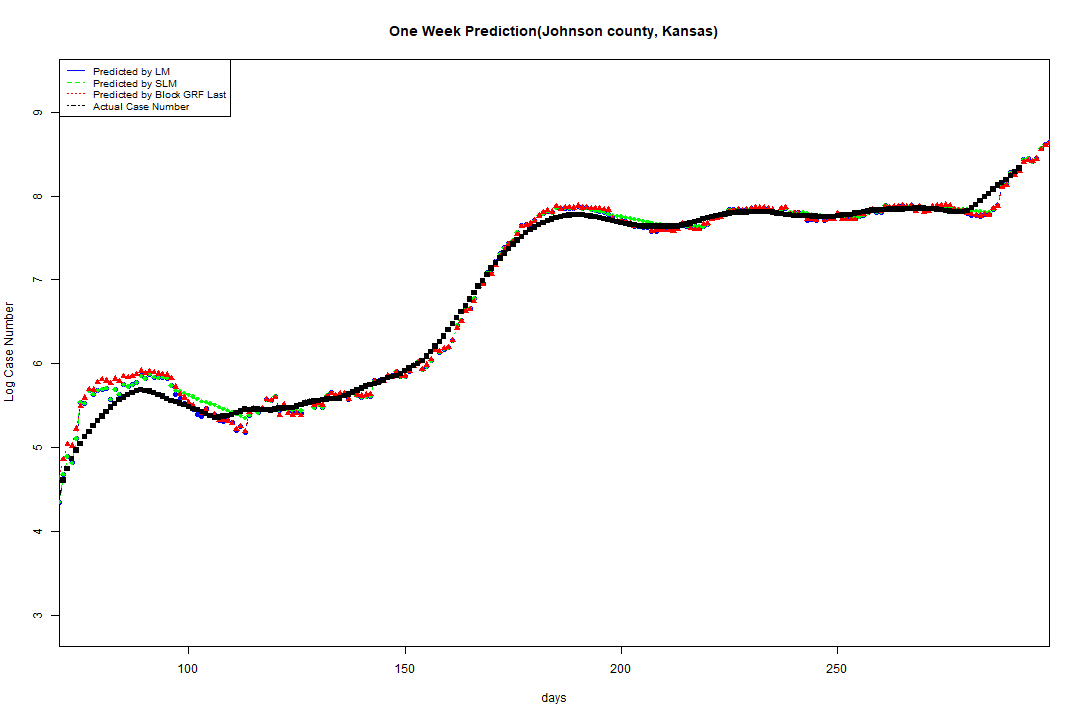 One Week Prediction(Johnson county, Kansas)
Predicted by LM
Predicted by SLM
Predicted by Block GRF Last
Actual Case Number
9
8
7
6
5
4
3
Log Case Number
100 150 200 250
days